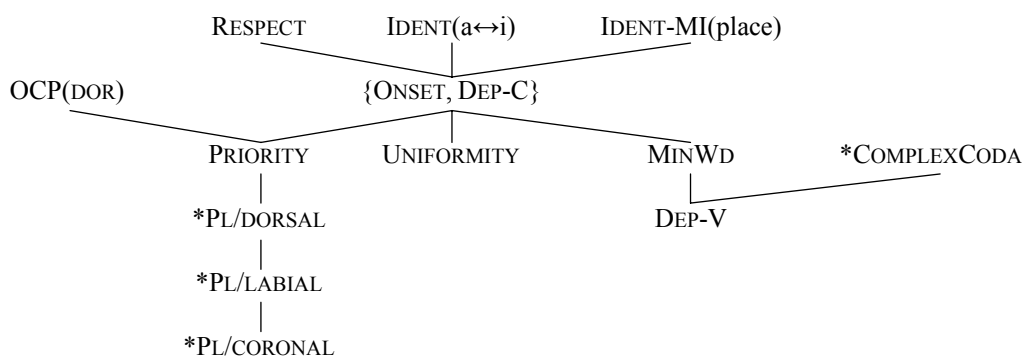 RESPECT IDENT(a↔i) IDENT-MI(place)
OCP(DOR) {ONSET, DEP-C}
PRIORITY UNIFORMITY MINWD *COMPLEXCODA
*PL/DORSAL DEP-V
*PL/LABIAL
*PL/CORONAL